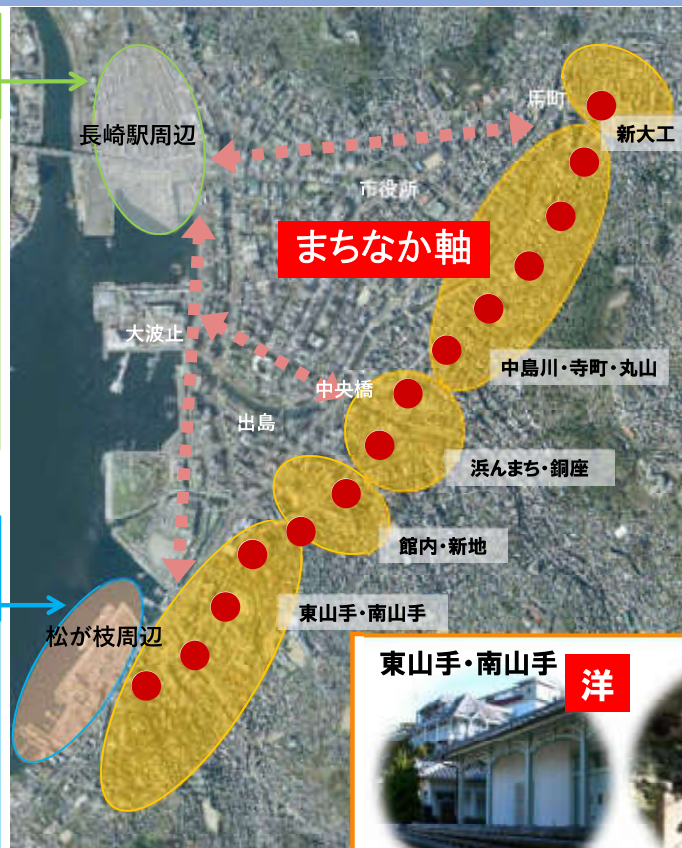 馬町
新大工
長崎駅周辺
市役所
まちなか軸
大波止
中島川・寺町・丸山
中央橋
出島
浜んまち・銅座
館内・新地
東山手・南山手
松が枝周辺
東山手・南山手
洋